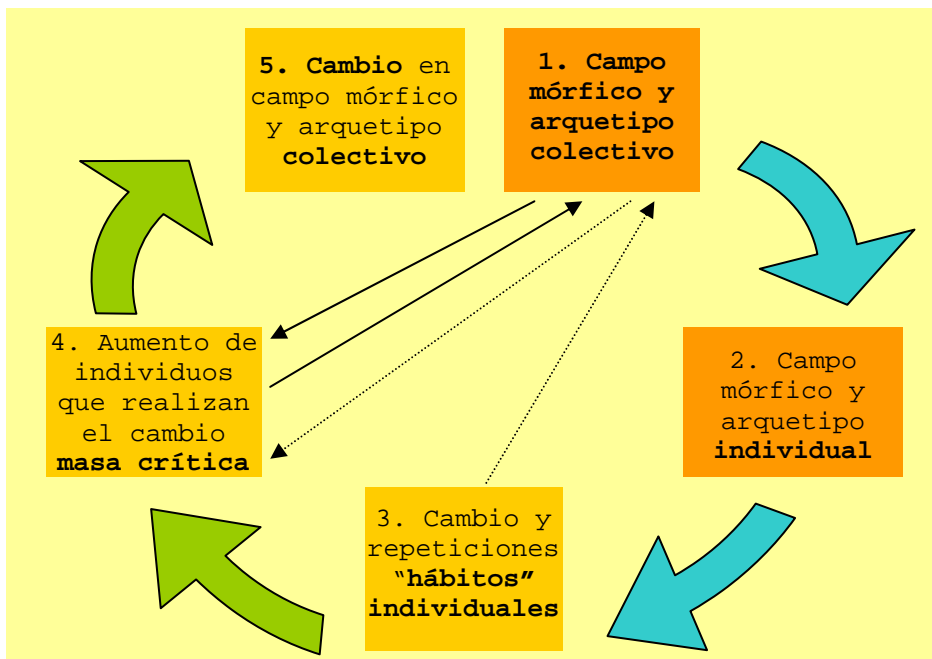 1. Campo
mórfico y
arquetipo
colectivo
2. Campo
mórfico y
arquetipo
individual
3. Cambio y
repeticiones
“hábitos”
individuales
4. Aumento de
individuos
que realizan
el cambio
masa crítica
5. Cambio en
campo mórfico
y arquetipo
colectivo